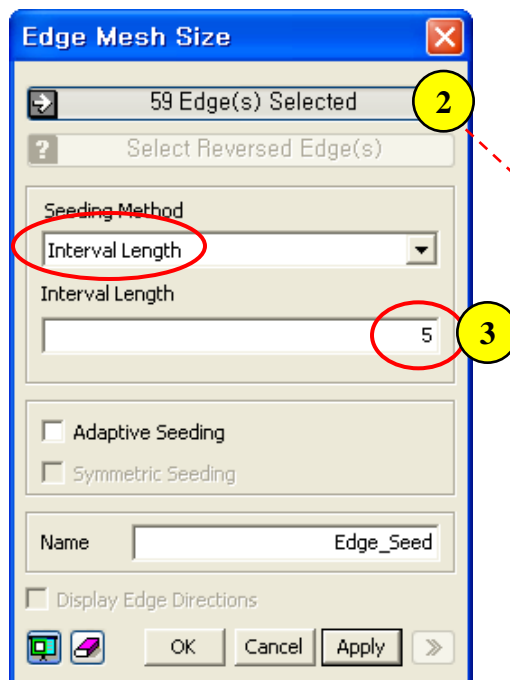 Edge Mesh Size
59 Edge(s) Selected
2
? Select Reversed Edge(s)
Seeding Method
Interval Length
Interval Length
5
3
Adaptive Seeding
Symmetric Seeding
Name Edge_Seed
Display Edge Directions
OK Cancel Apply >>